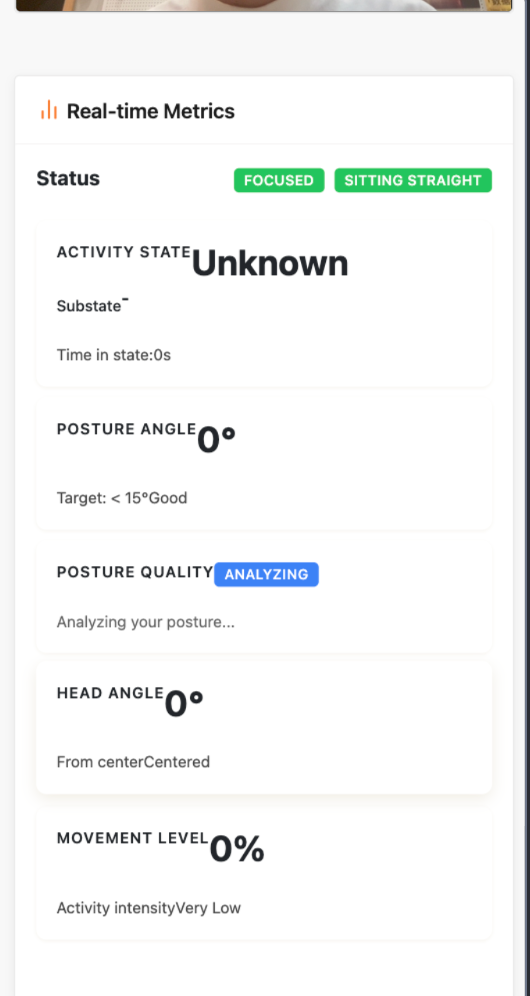 Real-time Metrics
Status FOCUSED SITTING STRAIGHT
ACTIVITY STATE Unknown
Substate -
Time in state:0s
POSTURE ANGLE 0°
Target: < 15°Good
POSTURE QUALITY ANALYZING
Analyzing your posture...
HEAD ANGLE 0°
From centerCentered
MOVEMENT LEVEL 0%
Activity intensityVery Low